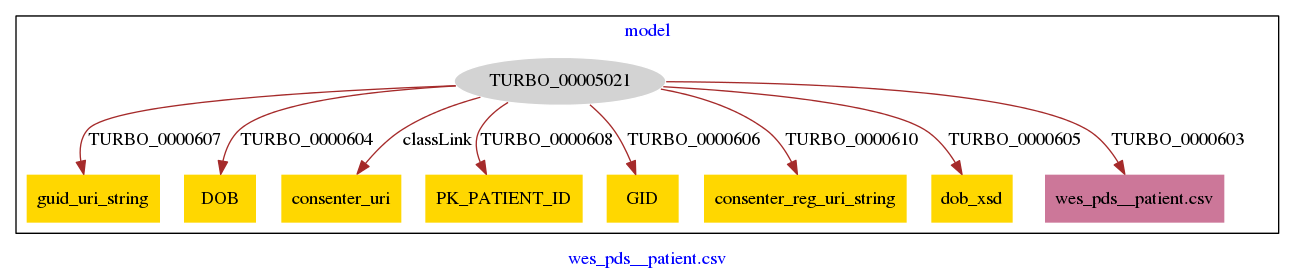 model
TURBO_00005021
TURBO_0000607 TURBO_0000604 classLink TURBO_0000608 TURBO_0000606 TURBO_0000610 TURBO_0000605 TURBO_0000603
guid_uri_string DOB consenter_uri PK_PATIENT_ID GID consenter_reg_uri_string dob_xsd wes_pds__patient.csv
wes_pds__patient.csv